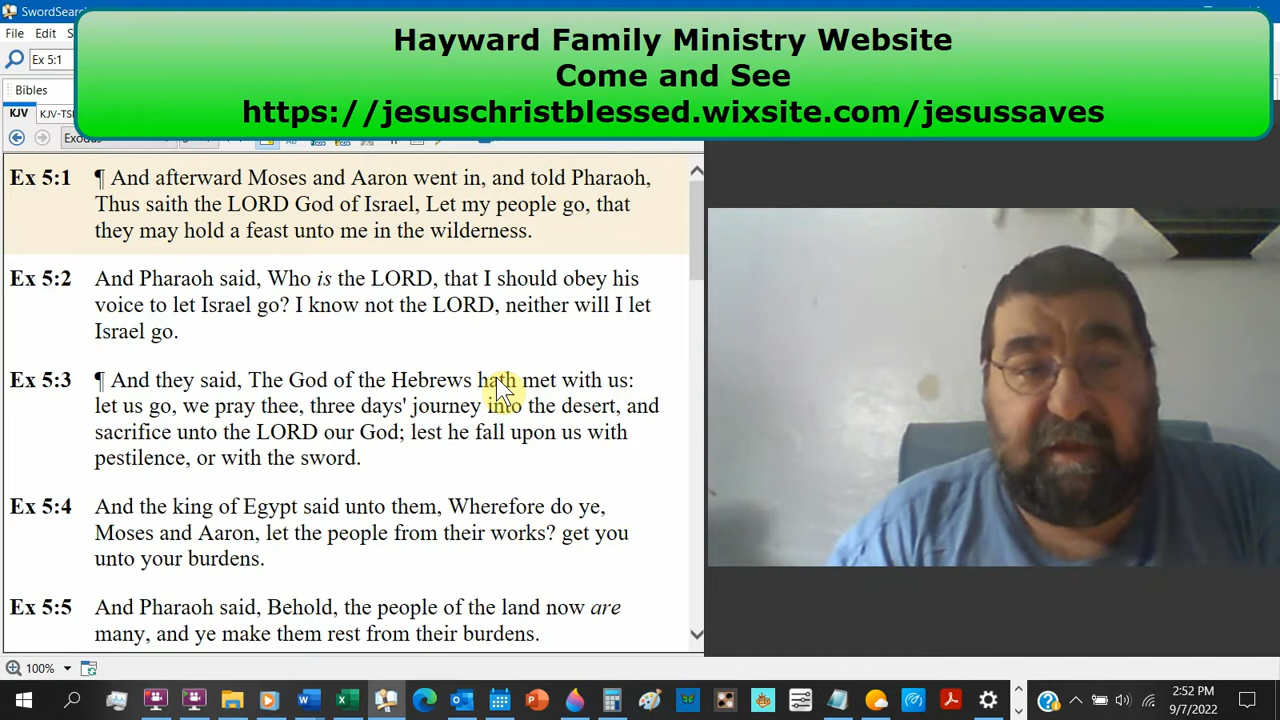 SwordSearc
File Edit S
Hayward Family Ministry Website
Come and See
https://jesuschristblessed.wixsite.com/jesussaves
Ex 5:1
Bibles
KJV KJV-TS
Exodus
Ex 5:1 ¶ And afterward Moses and Aaron went in, and told Pharaoh,
Thus saith the LORD God of Israel, Let my people go, that
they may hold a feast unto me in the wilderness.
Ex 5:2 And Pharaoh said, Who is the LORD, that I should obey his
voice to let Israel go? I know not the LORD, neither will I let
Israel go.
Ex 5:3 ¶ And they said, The God of the Hebrews hath met with us:
let us go, we pray thee, three days' journey into the desert, and
sacrifice unto the LORD our God; lest he fall upon us with
pestilence, or with the sword.
Ex 5:4 And the king of Egypt said unto them, Wherefore do ye,
Moses and Aaron, let the people from their works? get you
unto your burdens.
Ex 5:5 And Pharaoh said, Behold, the people of the land now are
many, and ye make them rest from their burdens.
100%
2:52 PM
9/7/2022